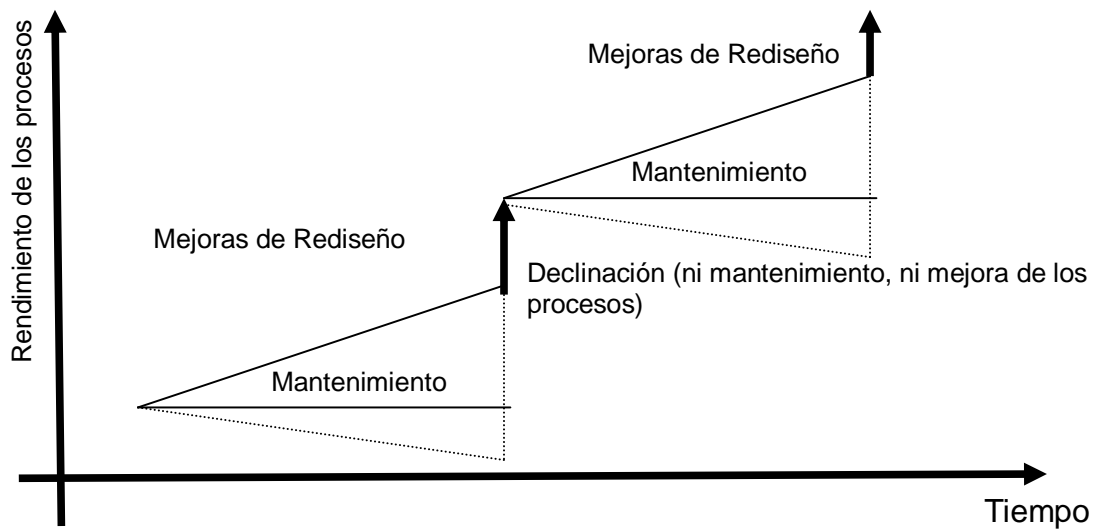 Rendimiento de los procesos
Mejoras de Rediseño
Mantenimiento
Mejoras de Rediseño
Declinación (ni mantenimiento, ni mejora de los
procesos)
Mantenimiento
Tiempo